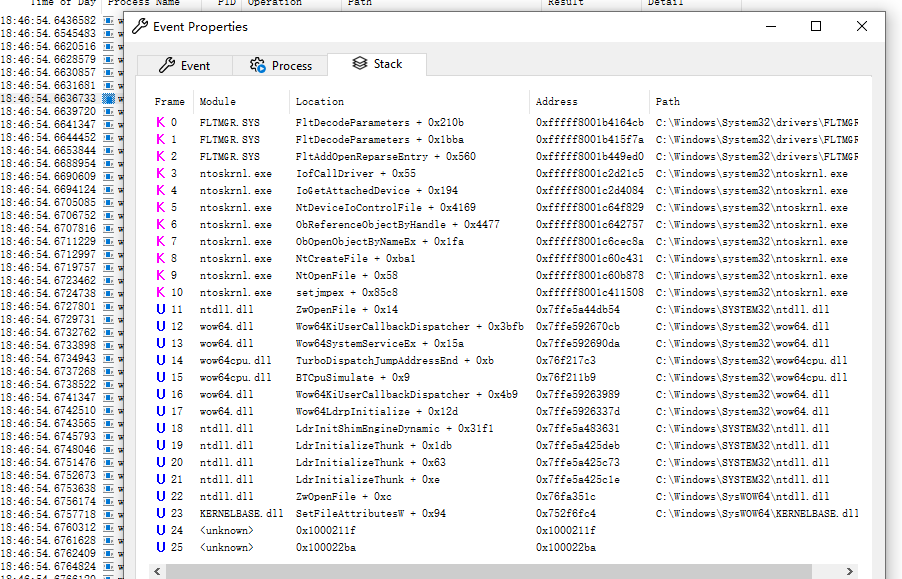 Time of Day Process Name PID Operation Path Result Detail
Event Properties
Event Process Stack
Frame Module Location Address Path
K 0 FLTMGR.SYS FltDecodeParameters + 0x210b 0xfffff8001b4164cb C:\Windows\System32\drivers\FLTMGR
K 1 FLTMGR.SYS FltDecodeParameters + 0x1bba 0xfffff8001b415f7a C:\Windows\System32\drivers\FLTMGR
K 2 FLTMGR.SYS FltAddOpenReparseEntry + 0x560 0xfffff8001b449ed0 C:\Windows\System32\drivers\FLTMGR
K 3 ntoskrnl.exe IofCallDriver + 0x55 0xfffff8001c2d21c5 C:\Windows\system32\ntoskrnl.exe
K 4 ntoskrnl.exe IoGetAttachedDevice + 0x194 0xfffff8001c2d4084 C:\Windows\system32\ntoskrnl.exe
K 5 ntoskrnl.exe NtDeviceIoControlFile + 0x4169 0xfffff8001c64f829 C:\Windows\system32\ntoskrnl.exe
K 6 ntoskrnl.exe ObReferenceObjectByHandle + 0x4477 0xfffff8001c642757 C:\Windows\system32\ntoskrnl.exe
K 7 ntoskrnl.exe ObOpenObjectByNameEx + 0x1fa 0xfffff8001c6cec8a C:\Windows\system32\ntoskrnl.exe
K 8 ntoskrnl.exe NtCreateFile + 0xba1 0xfffff8001c60c431 C:\Windows\system32\ntoskrnl.exe
K 9 ntoskrnl.exe NtOpenFile + 0x58 0xfffff8001c60b878 C:\Windows\system32\ntoskrnl.exe
K 10 ntoskrnl.exe setjmpex + 0x85c8 0xfffff8001c411508 C:\Windows\system32\ntoskrnl.exe
U 11 ntdll.dll ZwOpenFile + 0x14 0x7ffe5a44db54 C:\Windows\SYSTEM32\ntdll.dll
U 12 wow64.dll Wow64KiUserCallbackDispatcher + 0x3bfb 0x7ffe592670cb C:\Windows\System32\wow64.dll
U 13 wow64.dll Wow64SystemServiceEx + 0x15a 0x7ffe592690da C:\Windows\System32\wow64.dll
U 14 wow64cpu.dll TurboDispatchJumpAddressEnd + 0xb 0x76f217c3 C:\Windows\System32\wow64cpu.dll
U 15 wow64cpu.dll BTCpuSimulate + 0x9 0x76f211b9 C:\Windows\System32\wow64cpu.dll
U 16 wow64.dll Wow64KiUserCallbackDispatcher + 0x4b9 0x7ffe59263989 C:\Windows\System32\wow64.dll
U 17 wow64.dll Wow64LdrpInitialize + 0x12d 0x7ffe5926337d C:\Windows\System32\wow64.dll
U 18 ntdll.dll LdrInitShimEngineDynamic + 0x31f1 0x7ffe5a483631 C:\Windows\SYSTEM32\ntdll.dll
U 19 ntdll.dll LdrInitializeThunk + 0x1db 0x7ffe5a425deb C:\Windows\SYSTEM32\ntdll.dll
U 20 ntdll.dll LdrInitializeThunk + 0x63 0x7ffe5a425c73 C:\Windows\SYSTEM32\ntdll.dll
U 21 ntdll.dll LdrInitializeThunk + 0xe 0x7ffe5a425c1e C:\Windows\SYSTEM32\ntdll.dll
U 22 ntdll.dll ZwOpenFile + 0xc 0x76fa351c C:\Windows\SysWOW64\ntdll.dll
U 23 KERNELBASE.dll SetFileAttributesW + 0x94 0x752f6fc4 C:\Windows\SysWOW64\KERNELBASE.dll
U 24 <unknown> 0x1000211f 0x1000211f
U 25 <unknown> 0x100022ba 0x100022ba
18:46:54.6436582
18:46:54.6545483
18:46:54.6620516
18:46:54.6628579
18:46:54.6630857
18:46:54.6631681
18:46:54.6636733
18:46:54.6639720
18:46:54.6641347
18:46:54.6644452
18:46:54.6653844
18:46:54.6688954
18:46:54.6690609
18:46:54.6694124
18:46:54.6705085
18:46:54.6706752
18:46:54.6707816
18:46:54.6711229
18:46:54.6712997
18:46:54.6719757
18:46:54.6723462
18:46:54.6724738
18:46:54.6727801
18:46:54.6729731
18:46:54.6732762
18:46:54.6733898
18:46:54.6734943
18:46:54.6737268
18:46:54.6738522
18:46:54.6741347
18:46:54.6742510
18:46:54.6743565
18:46:54.6745793
18:46:54.6748046
18:46:54.6751476
18:46:54.6752673
18:46:54.6753638
18:46:54.6756174
18:46:54.6757718
18:46:54.6760312
18:46:54.6761628
18:46:54.6762409
18:46:54.6764824